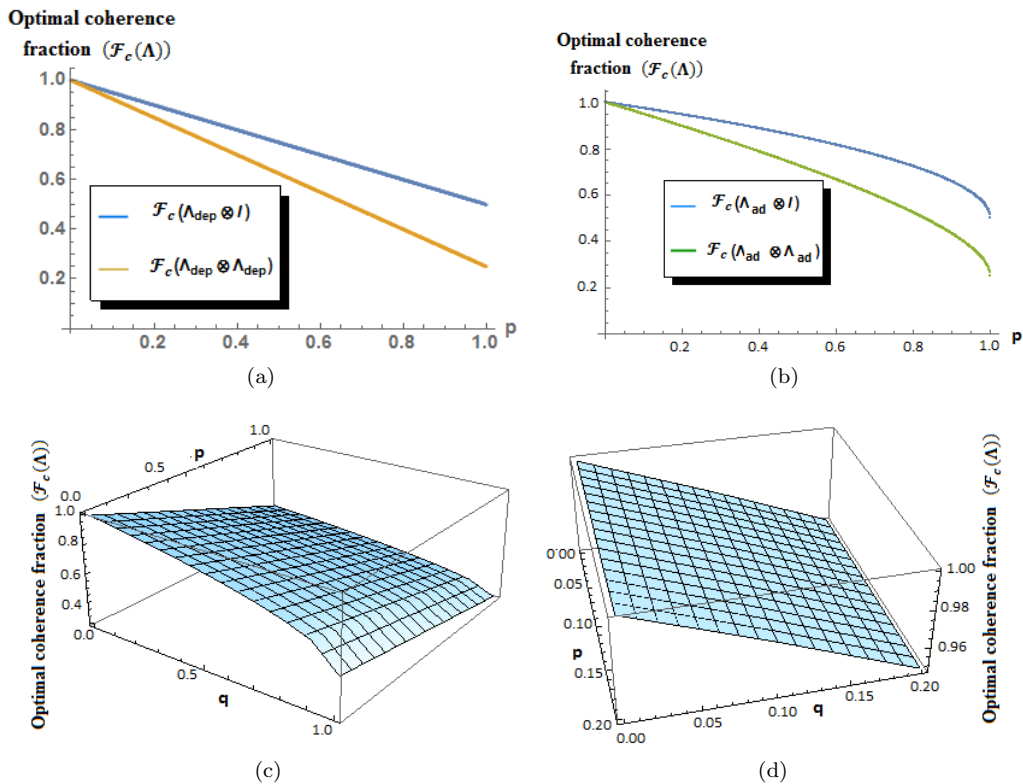 Optimal coherence
fraction (𝓕c(Λ))
1.0
0.8
0.6
0.4
0.2
𝓕c(Λdep⊗I)
𝓕c(Λdep⊗Λdep)
0.2
0.4
0.6
0.8
1.0
p
(a)
Optimal coherence
fraction (𝓕c(Λ))
1.0
0.8
0.6
0.4
0.2
𝓕c(Λad⊗I)
𝓕c(Λad ⊗Λad)
0.2
0.4
0.6
0.8
1.0
p
(b)
Optimal coherence fraction (𝓕c(Λ))
1.0
p
0.5
0.0
1.0
0.8
0.6
0.4
0.0
0.5
q
1.0
(c)
0.00
0.05
0.10
p
0.15
0.20
0.00
0.05
0.10
q
0.15
0.20
1.00
0.98
0.96
Optimal coherence fraction (𝓕c(Λ))
(d)